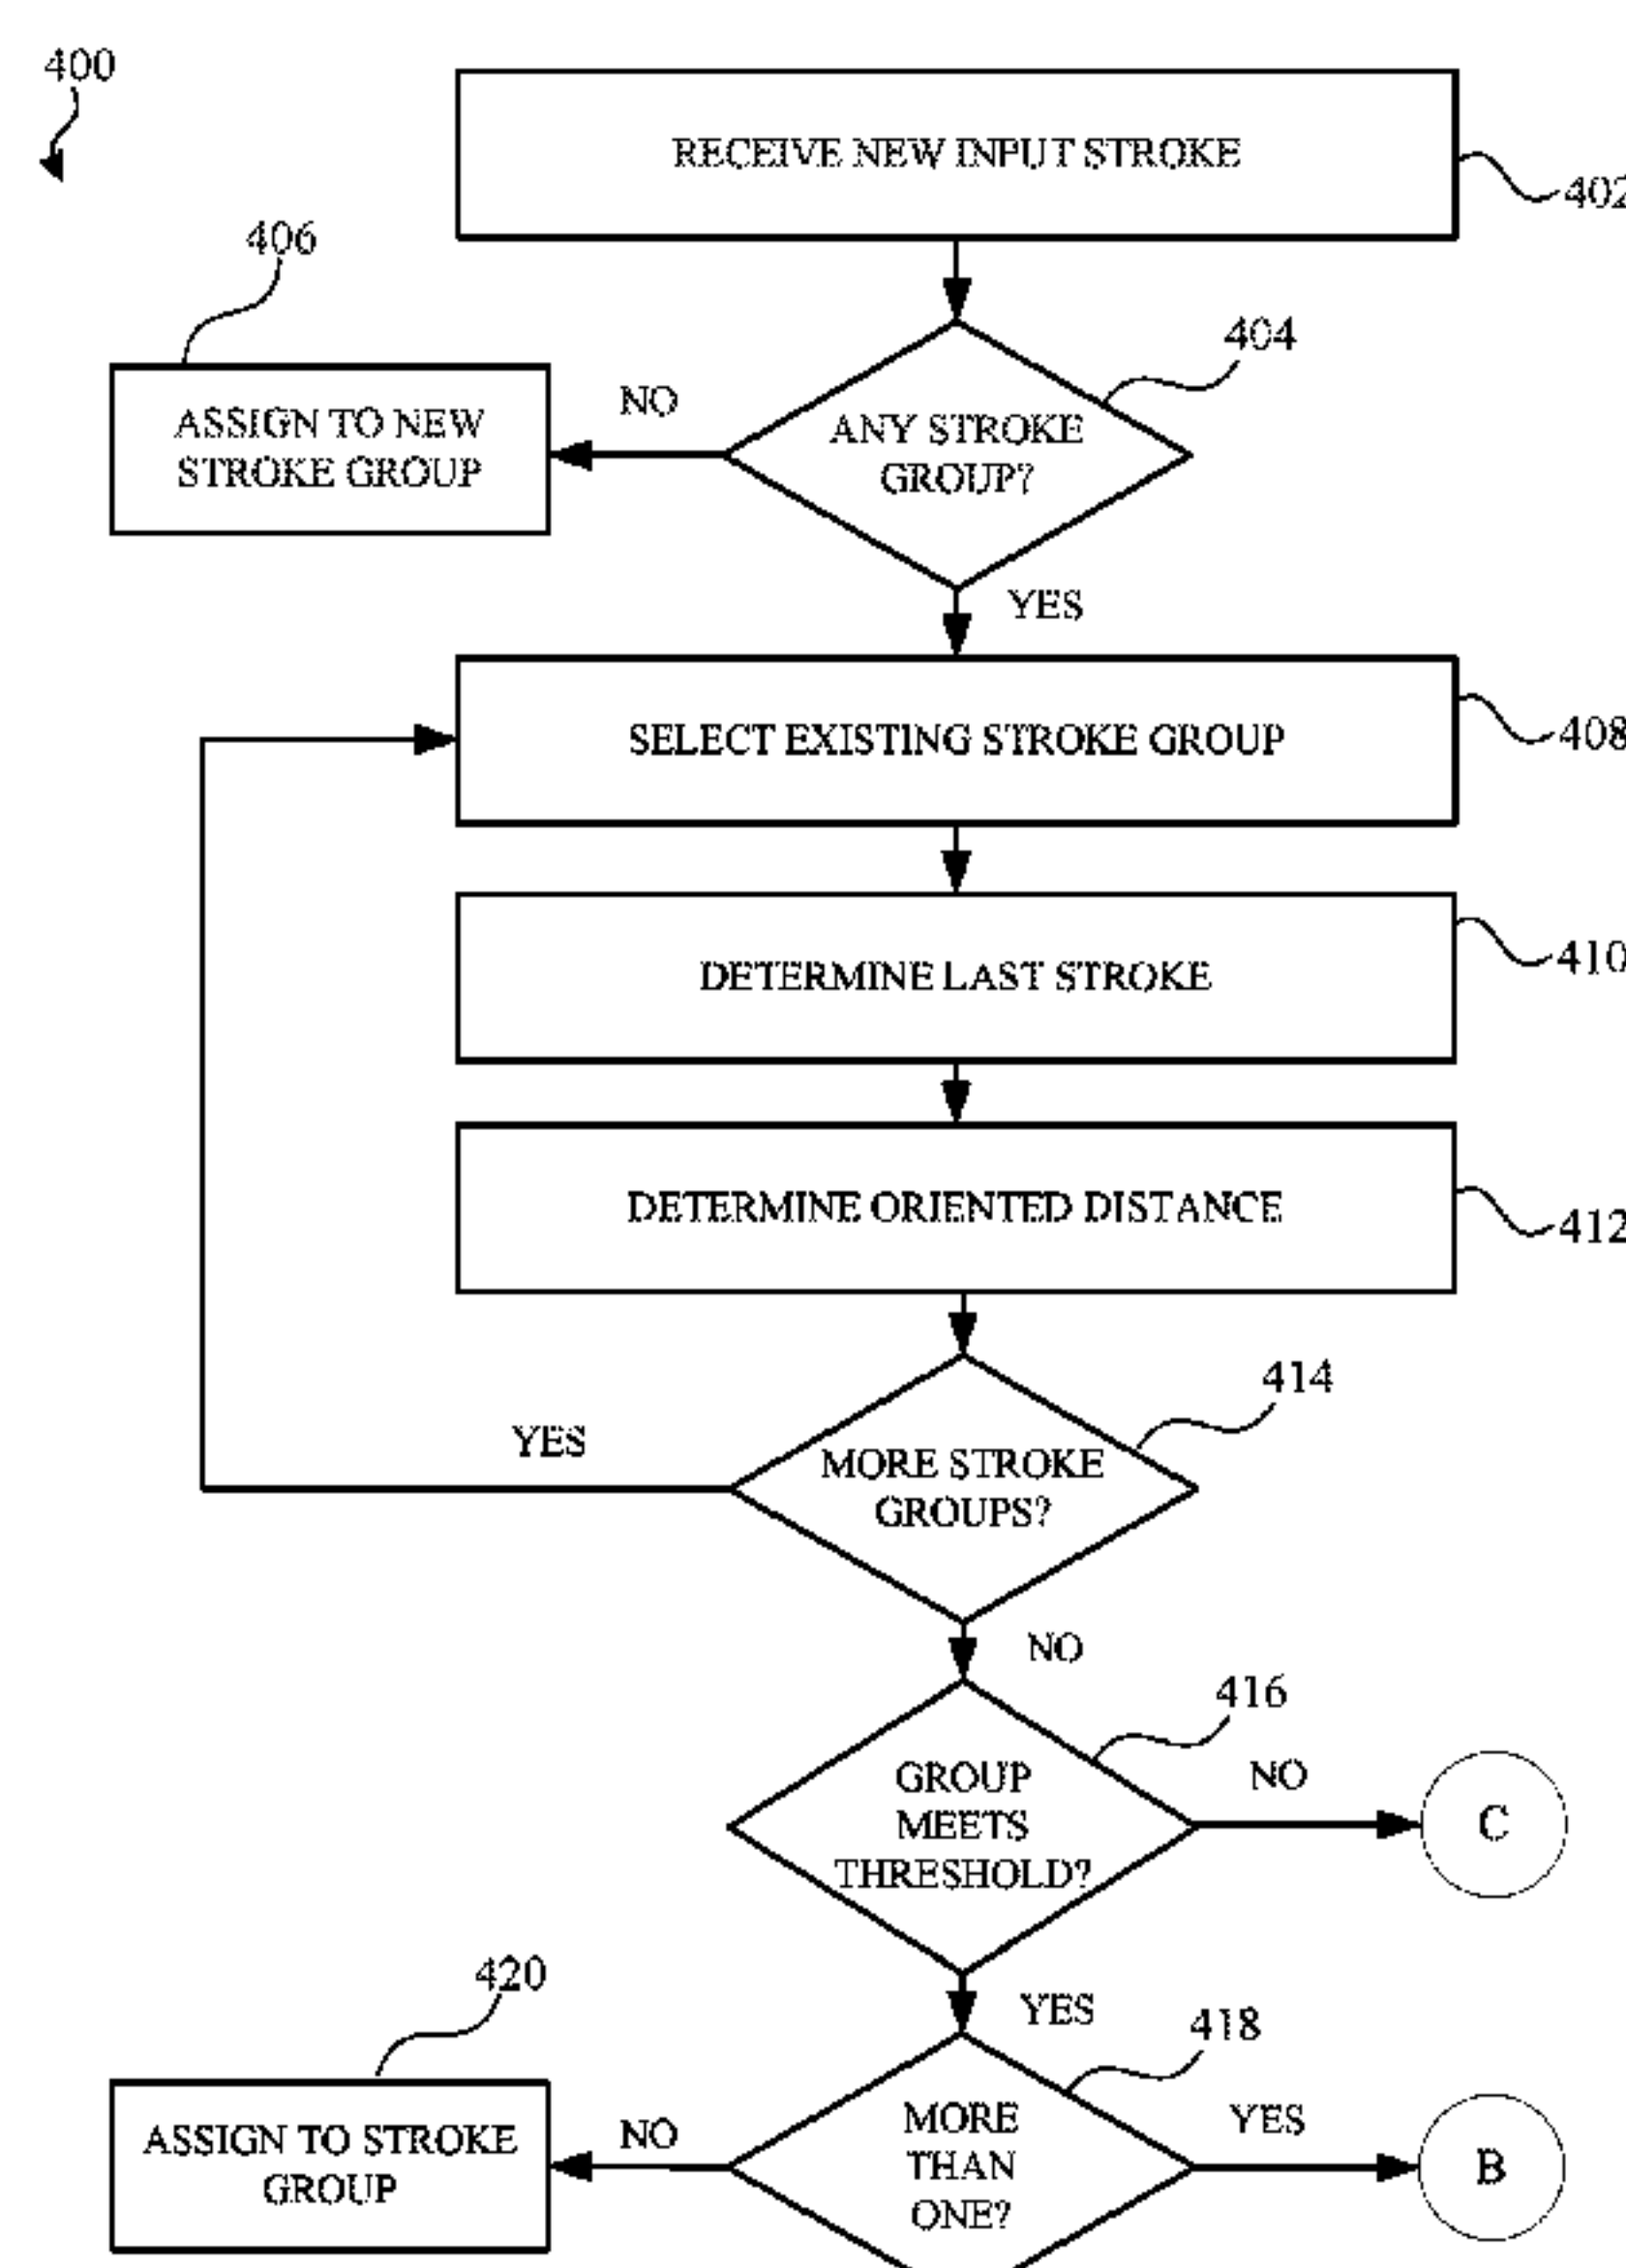 400
RECEIVE NEW INPUT STROKE
402
406
404
ASSIGN TO NEW
STROKE GROUP
NO
ANY STROKE
GROUP?
YES
SELECT EXISTING STROKE GROUP
408
DETERMINE LAST STROKE
410
DETERMINE ORIENTED DISTANCE
412
414
YES
MORE STROKE
GROUPS?
NO
416
GROUP
MEETS
THRESHOLD?
NO
C
YES
420
418
ASSIGN TO STROKE
GROUP
NO
MORE
THAN
ONE?
YES
B